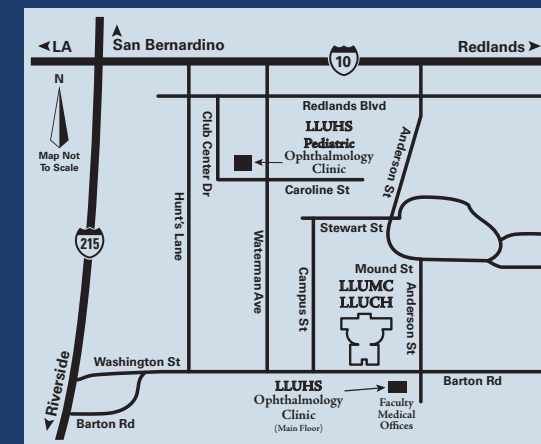 LA
San Bernardino
10
Redlands
N
Map Not
To Scale
Redlands Blvd
Club Center Dr
LLUHS
Pediatric
Ophthalmology
Clinic
Anderson St
Caroline St
Hunt's Lane
Waterman Ave
Stewart St
215
Campus St
Mound St
LLUMC
LLUCH
Anderson St
Riverside
Washington St
Barton Rd
LLUHS
Ophthalmology
Clinic
(Main Floor)
Faculty
Medical
Offices
Barton Rd